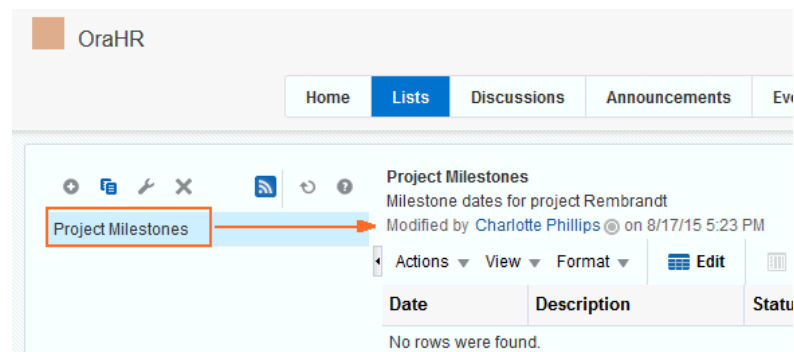 OraHR
Home Lists Discussions Announcements
Project Milestones
Project Milestones
Milestone dates for project Rembrandt
Modified by Charlotte Phillips on 8/17/15 5:23 PM
Actions View Format Edit
Date Description
No rows were found.